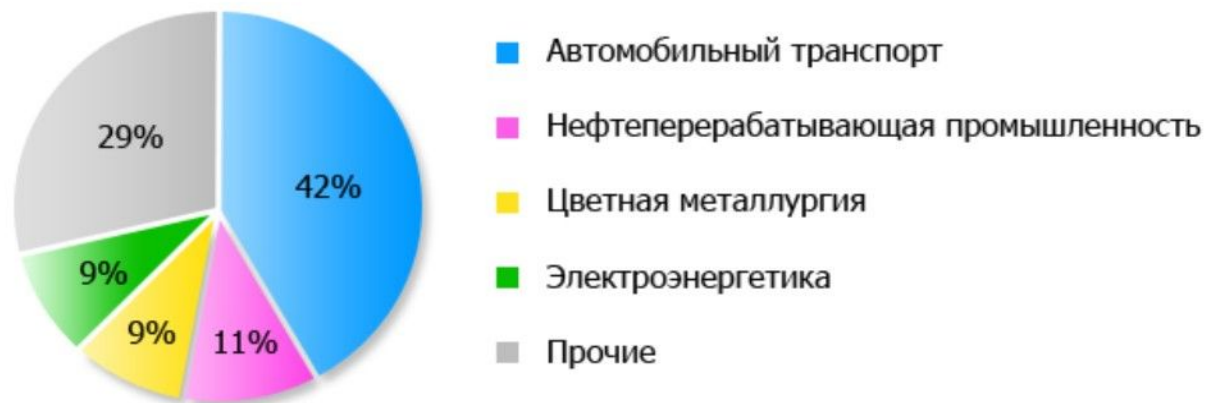 42%
11%
9%
9%
29%
Автомобильный транспорт
Нефтеперерабатывающая промышленность
Цветная металлургия
Электроэнергетика
Прочие